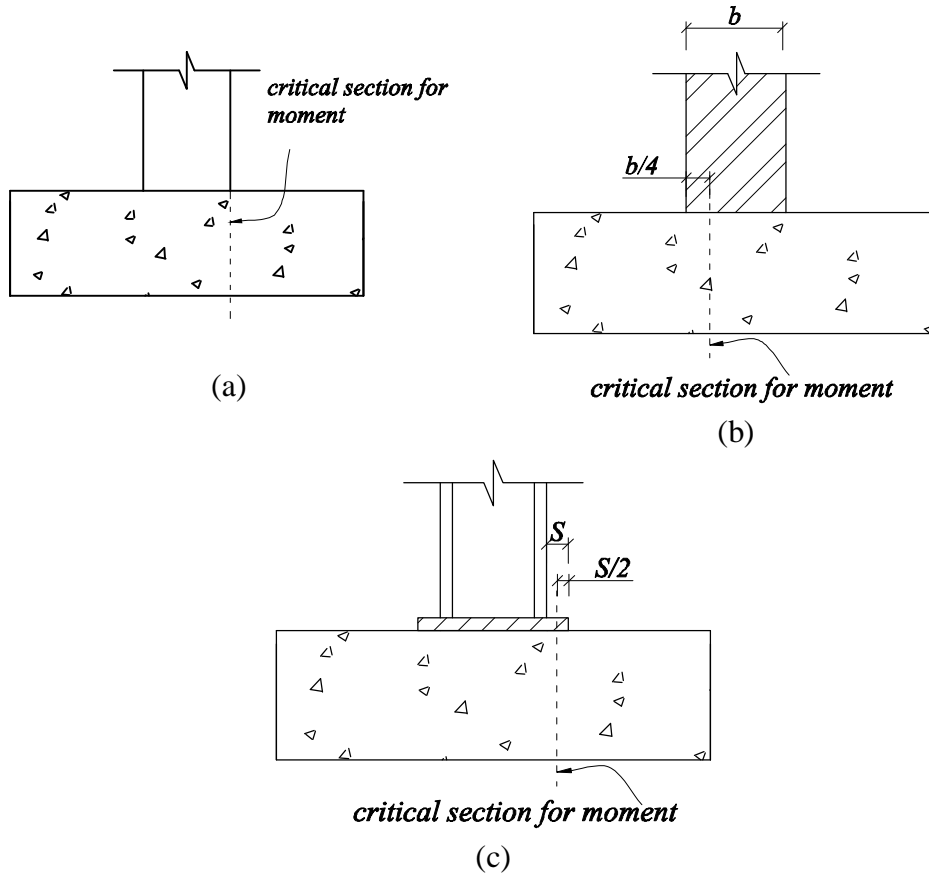 critical section for
moment
(a)
b
b/4
critical section for moment
(b)
S
S/2
critical section for moment
(c)